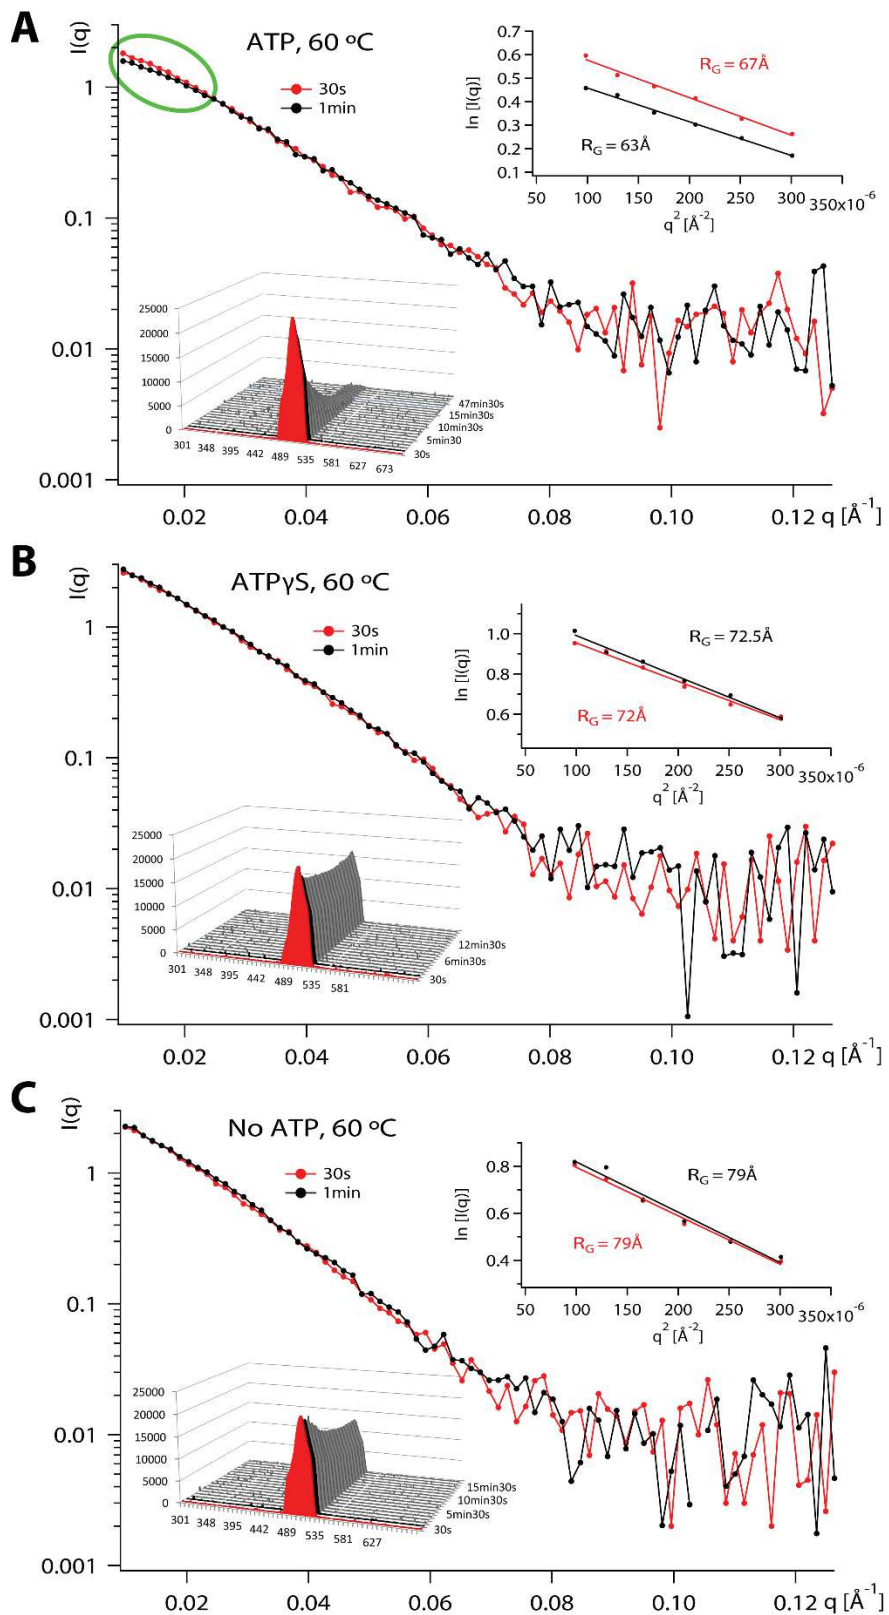 A
I(q)
ATP, 60 ºC
30s
1min
1
0.1
0.01
0.001
0.02 0.04 0.06 0.08 0.10 0.12 q [Å⁻¹]
ln [I(q)]
0.7
0.6
0.5
0.4
0.3
0.2
0.1
R_G = 67Å
R_G = 63Å
50 100 150 200 250 300 350x10⁻⁶
q² [Å⁻²]
25000
20000
15000
10000
5000
0
301 348 395 442 489 535 581 627 673
47min30s
15min30s
10min30s
5min30
30s
B
I(q)
ATPγS, 60 ºC
30s
1min
1
0.1
0.01
0.001
0.02 0.04 0.06 0.08 0.10 0.12 q [Å⁻¹]
ln [I(q)]
1.0
0.8
0.6
R_G = 72.5Å
R_G = 72Å
50 100 150 200 250 300 350x10⁻⁶
q² [Å⁻²]
25000
20000
15000
10000
5000
0
301 348 395 442 489 535 581
12min30s
6min30s
30s
C
I(q)
No ATP, 60 ºC
30s
1min
1
0.1
0.01
0.001
0.02 0.04 0.06 0.08 0.10 0.12 q [Å⁻¹]
ln [I(q)]
0.8
0.6
0.4
R_G = 79Å
R_G = 79Å
50 100 150 200 250 300 350x10⁻⁶
q² [Å⁻²]
25000
20000
15000
10000
5000
0
301 348 395 442 489 535 581 627
15min30s
10min30s
5min30s
30s